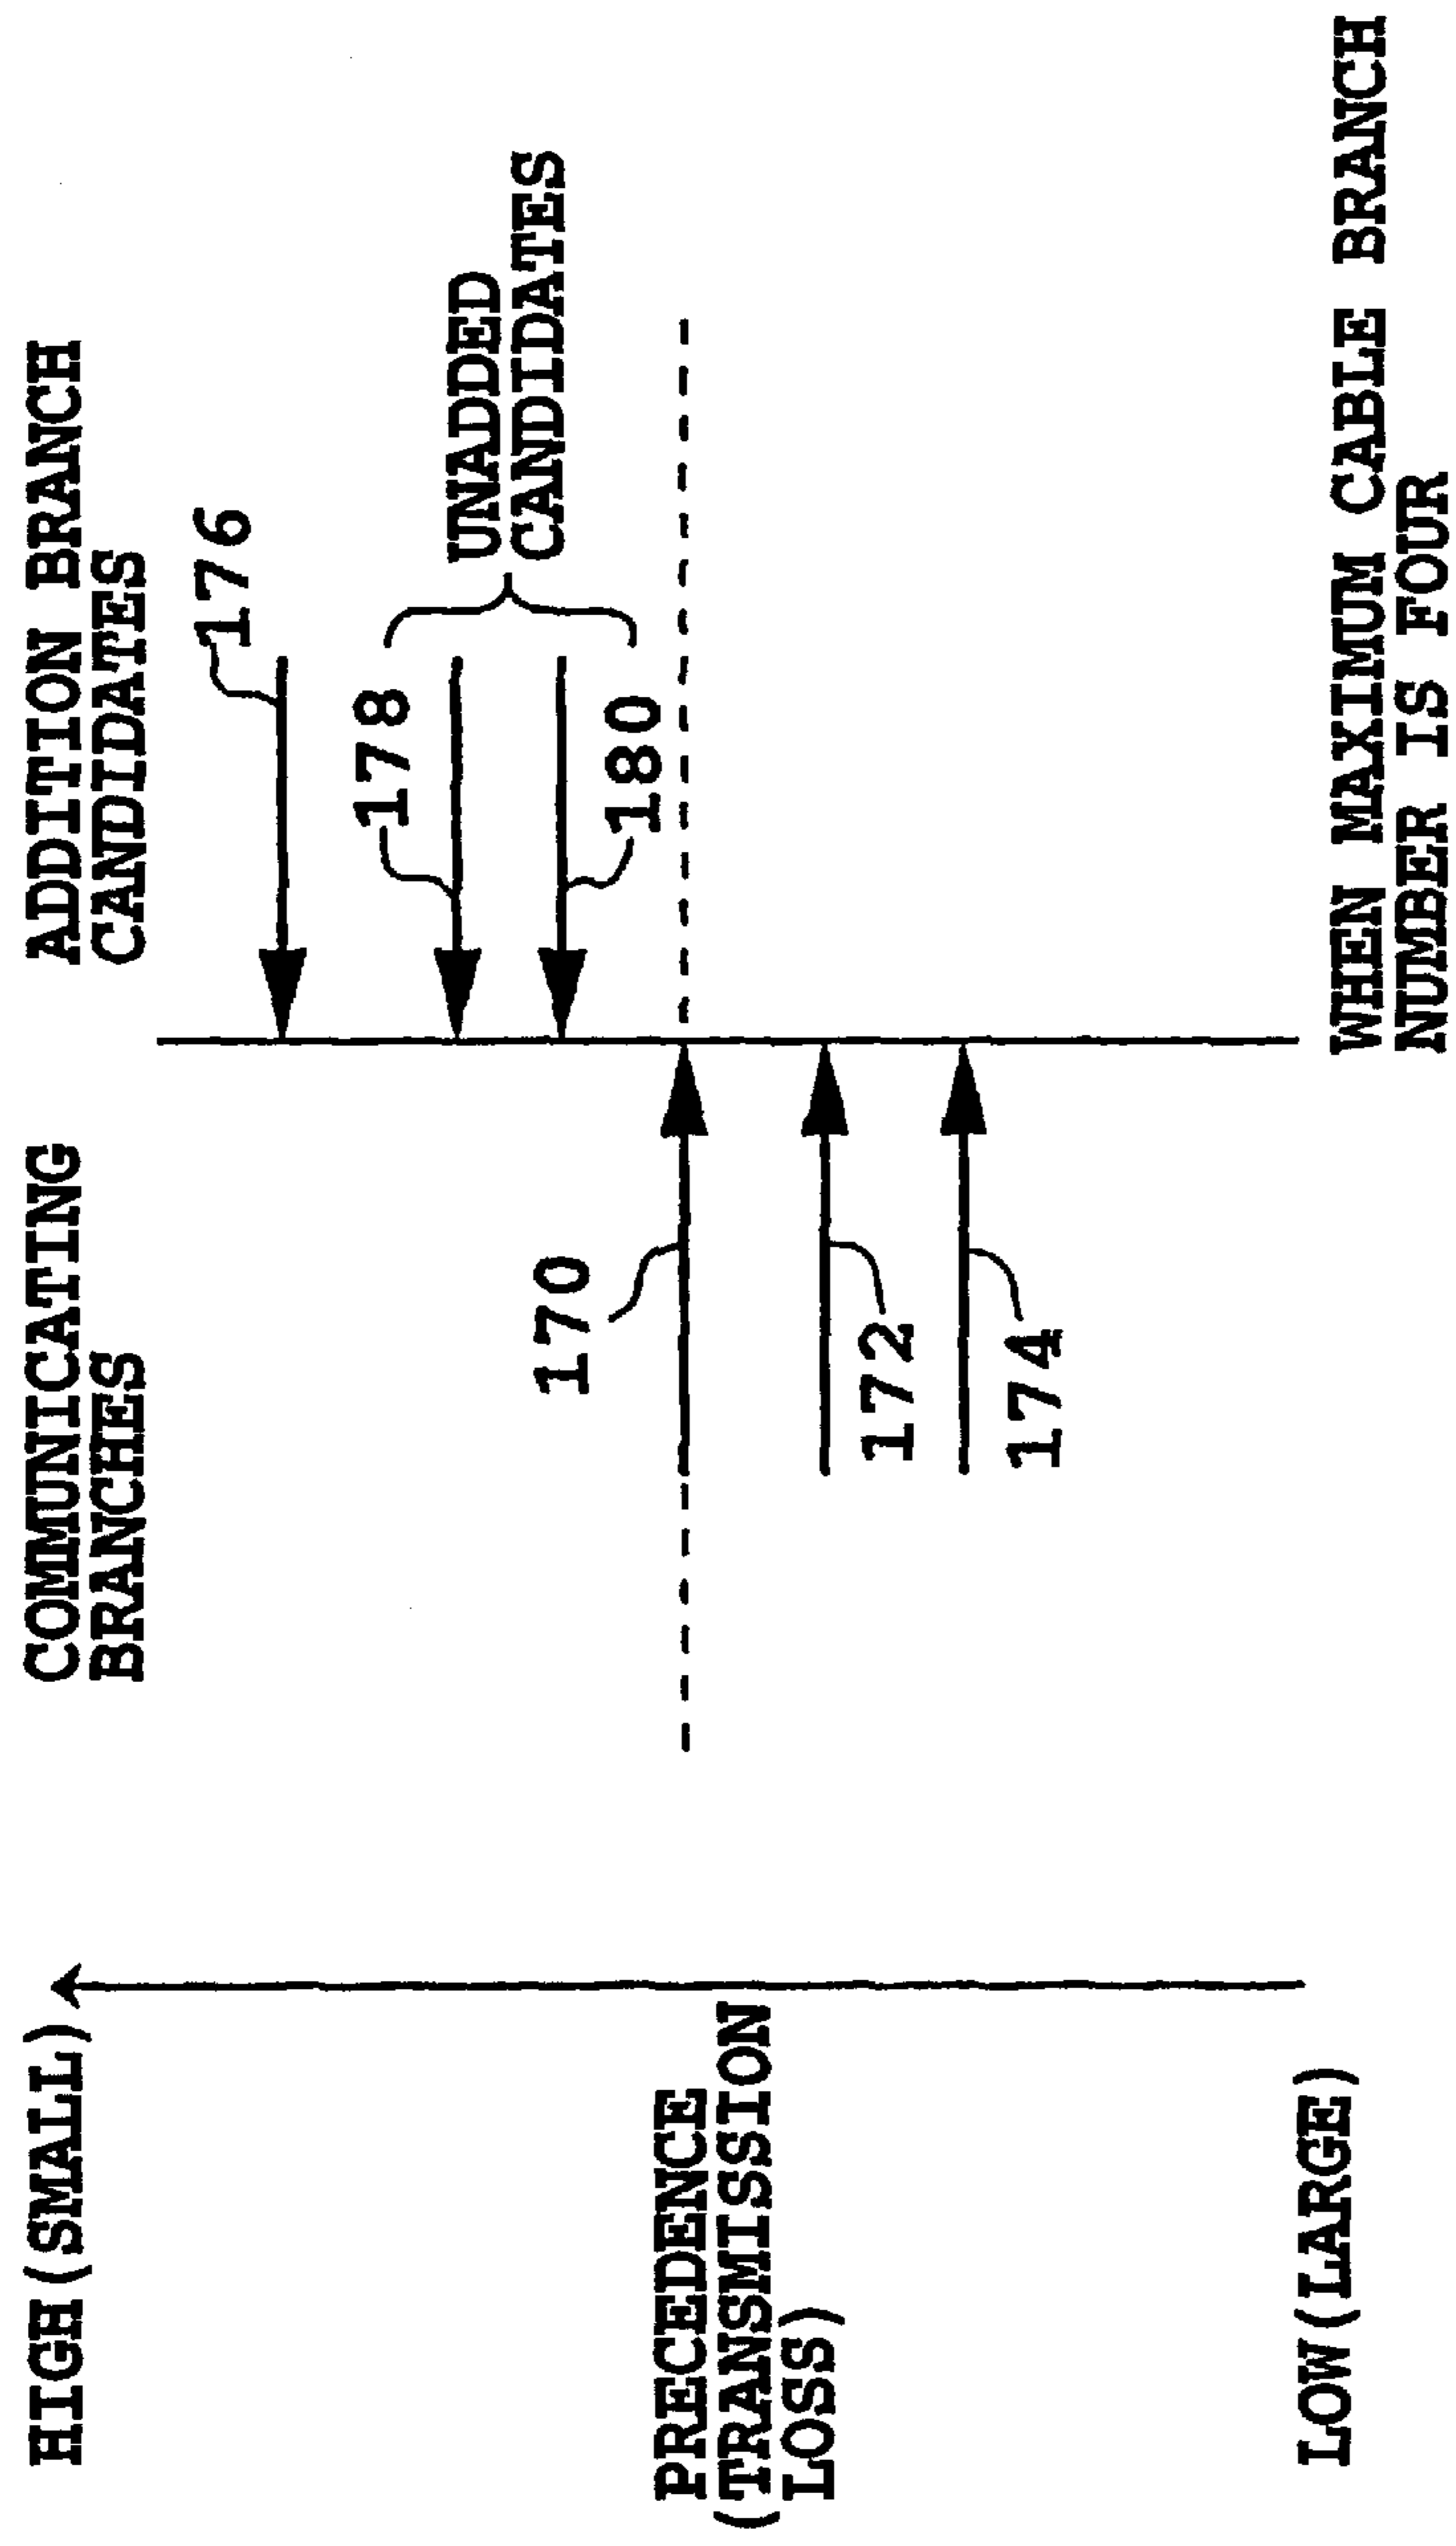 HIGH(SMALL)
PRECEDENCE
(TRANSMISSION
LOSS)
LOW(LARGE)
COMMUNICATING
BRANCHES
170
172
174
ADDITION BRANCH
CANDIDATES
176
178
180
UNADDED
CANDIDATES
WHEN MAXIMUM CABLE BRANCH
NUMBER IS FOUR